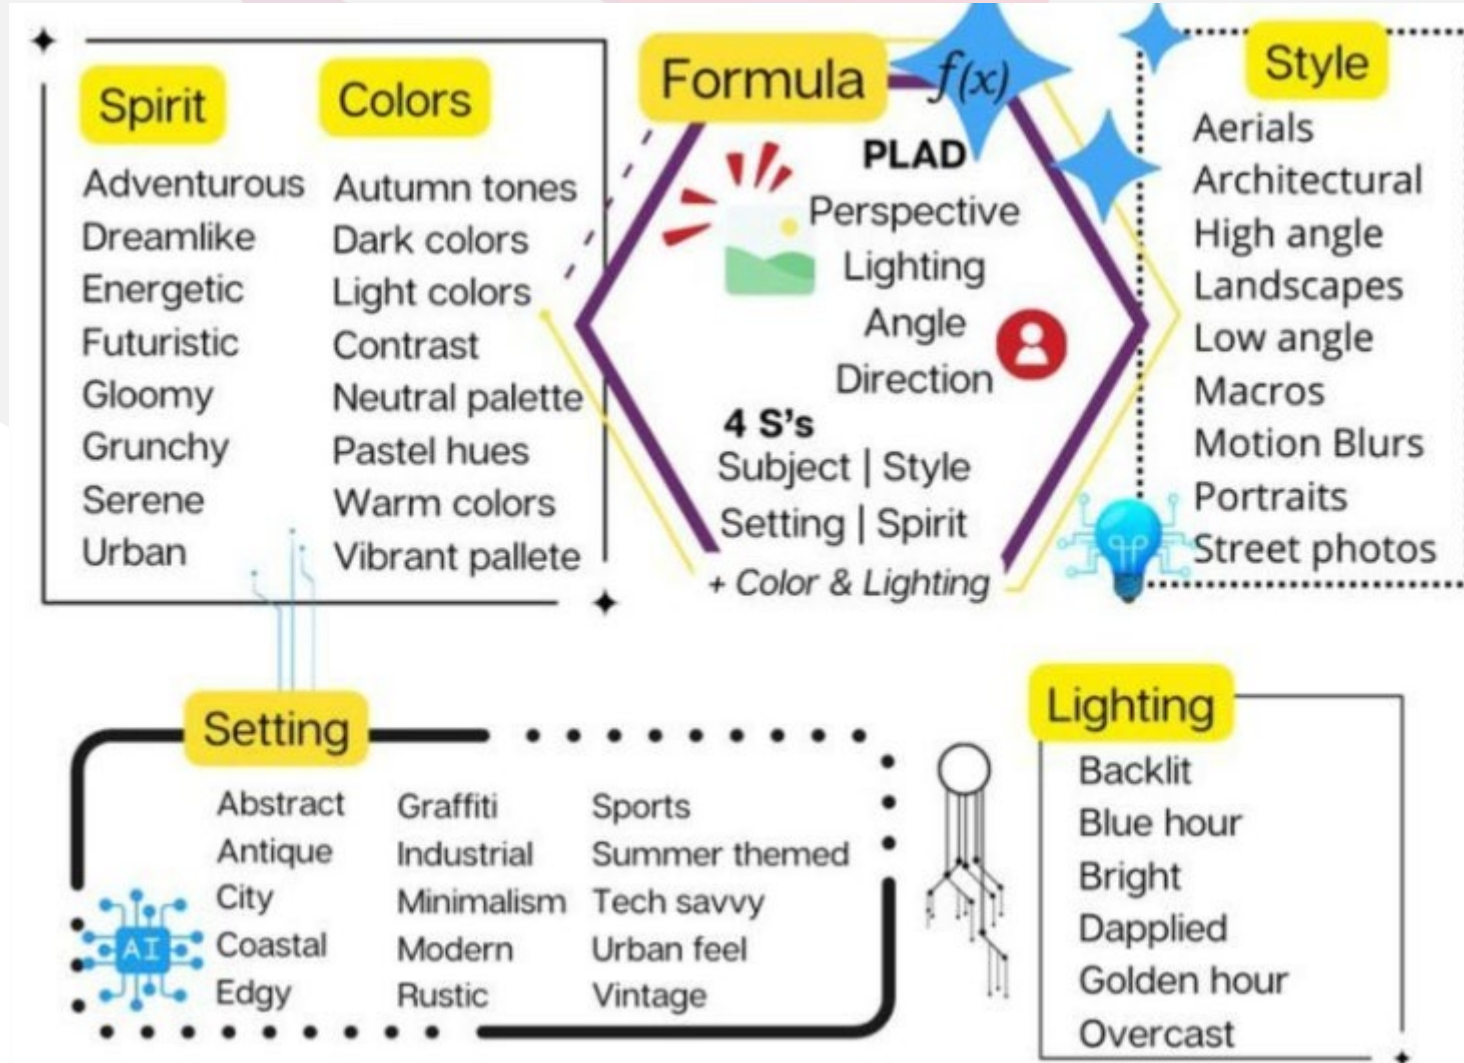 Spirit
Adventurous
Dreamlike
Energetic
Futuristic
Gloomy
Grunchy
Serene
Urban
Colors
Autumn tones
Dark colors
Light colors
Contrast
Neutral palette
Pastel hues
Warm colors
Vibrant pallete
Formula
f(x)
PLAD
Perspective
Lighting
Angle
Direction
4 S's
Subject | Style
Setting | Spirit
+ Color & Lighting
Style
Aerials
Architectural
High angle
Landscapes
Low angle
Macros
Motion Blurs
Portraits
Street photos
Setting
Abstract
Antique
City
Coastal
Edgy
Graffiti
Industrial
Minimalism
Modern
Rustic
Sports
Summer themed
Tech savvy
Urban feel
Vintage
AI
Lighting
Backlit
Blue hour
Bright
Dapplied
Golden hour
Overcast